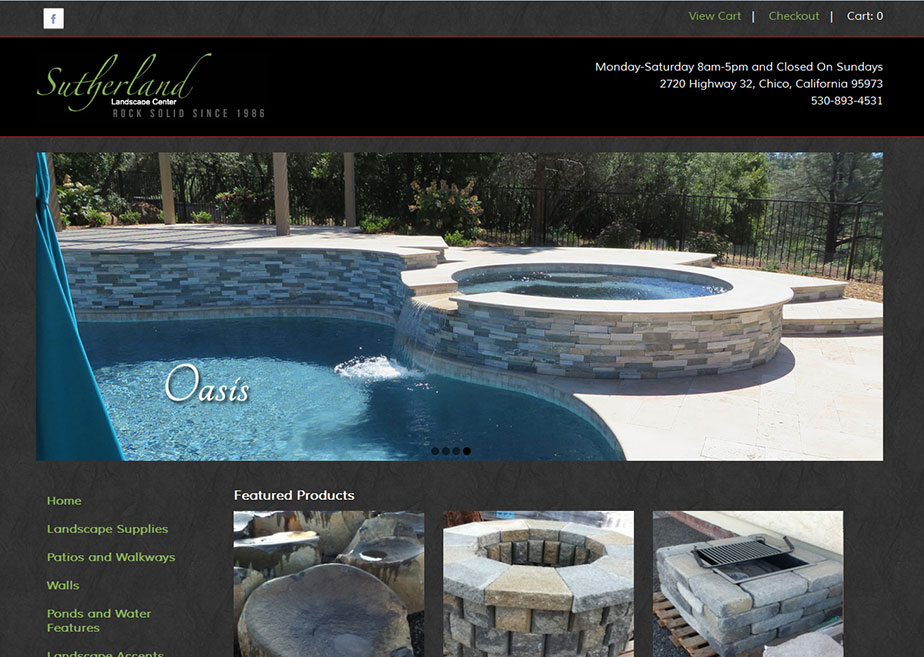 f
View Cart | Checkout | Cart: 0
Sutherland
Landscape Center
ROCK SOLID SINCE 1986
Monday-Saturday 8am-5pm and Closed On Sundays
2720 Highway 32, Chico, California 95973
530-893-4531
Oasis
Home
Landscape Supplies
Patios and Walkways
Walls
Ponds and Water
Features
Landscape Accents
Featured Products